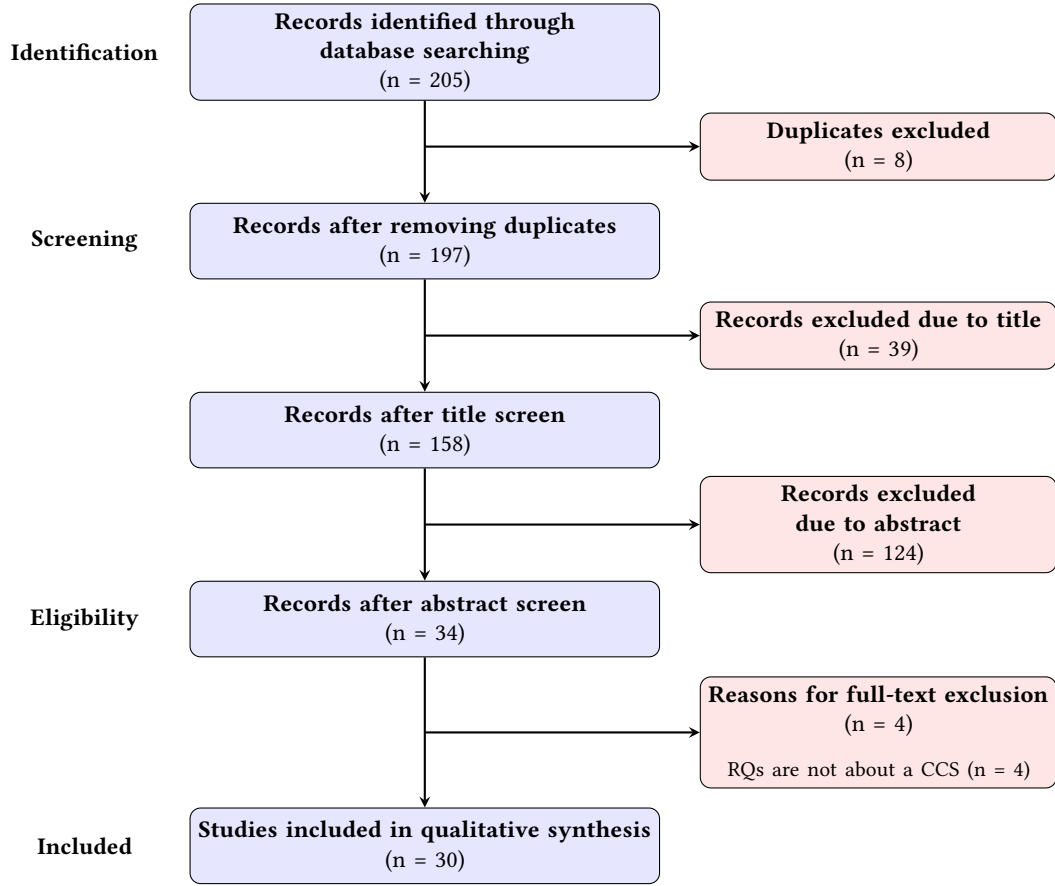 Identification
Records identified through
database searching
(n = 205)
Duplicates excluded
(n = 8)
Screening
Records after removing duplicates
(n = 197)
Records excluded due to title
(n = 39)
Records after title screen
(n = 158)
Records excluded
due to abstract
(n = 124)
Eligibility
Records after abstract screen
(n = 34)
Reasons for full-text exclusion
(n = 4)
RQs are not about a CCS (n = 4)
Included
Studies included in qualitative synthesis
(n = 30)